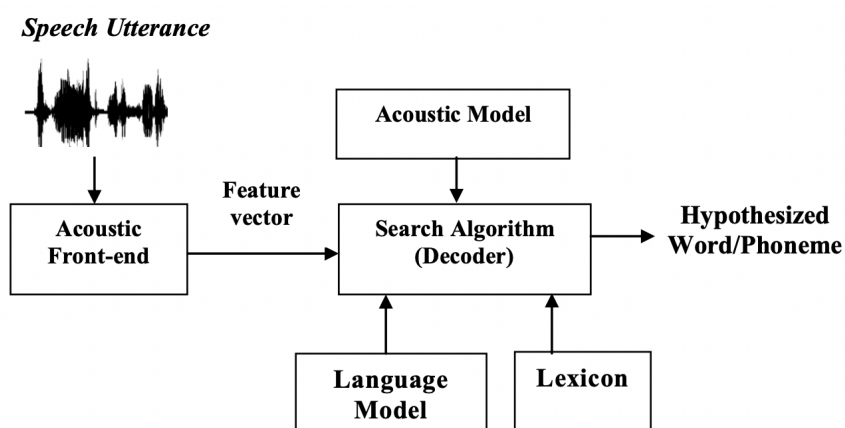 Speech Utterance
Acoustic Model
Feature
vector
Acoustic
Front-end
Search Algorithm
(Decoder)
Hypothesized
Word/Phoneme
Language
Model
Lexicon